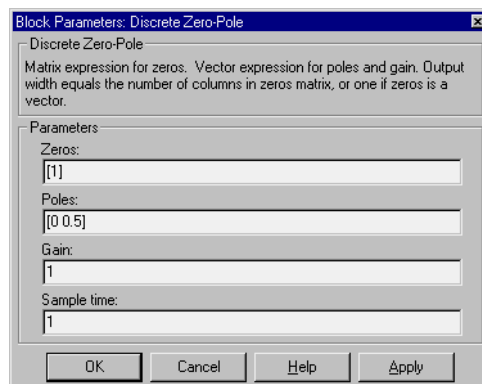 Block Parameters: Discrete Zero-Pole
Discrete Zero-Pole
Matrix expression for zeros. Vector expression for poles and gain. Output
width equals the number of columns in zeros matrix, or one if zeros is a
vector.
Parameters
Zeros:
[1]
Poles:
[0 0.5]
Gain:
1
Sample time:
1
OK Cancel Help Apply